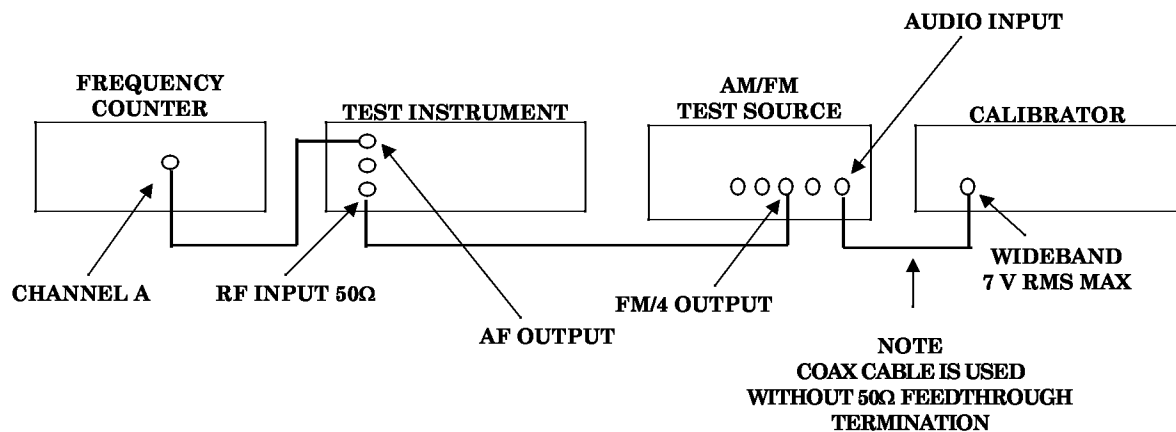 AUDIO INPUT
FREQUENCY
COUNTER
TEST INSTRUMENT
AM/FM
TEST SOURCE
CALIBRATOR
CHANNEL A
RF INPUT 50Ω
AF OUTPUT
FM/4 OUTPUT
WIDEBAND
7 V RMS MAX
NOTE
COAX CABLE IS USED
WITHOUT 50Ω FEEDTHROUGH
TERMINATION